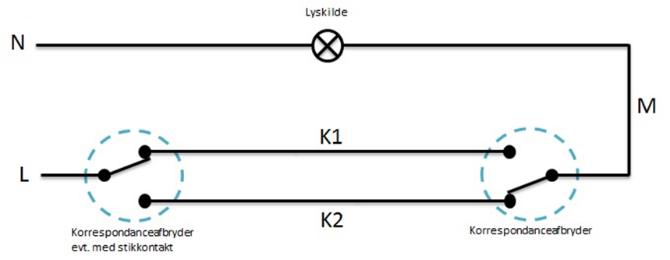 Lyskilde
N
M
K1
L
K2
Korrespondanceafbryder
evt. med stikkontakt
Korrespondanceafbryder